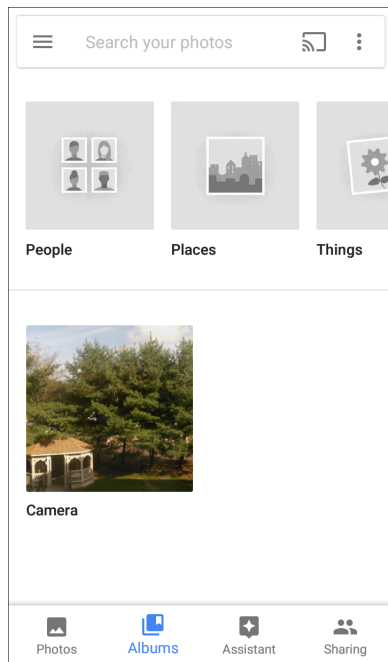 Search your photos
People
Places
Things
Camera
Photos
Albums
Assistant
Sharing